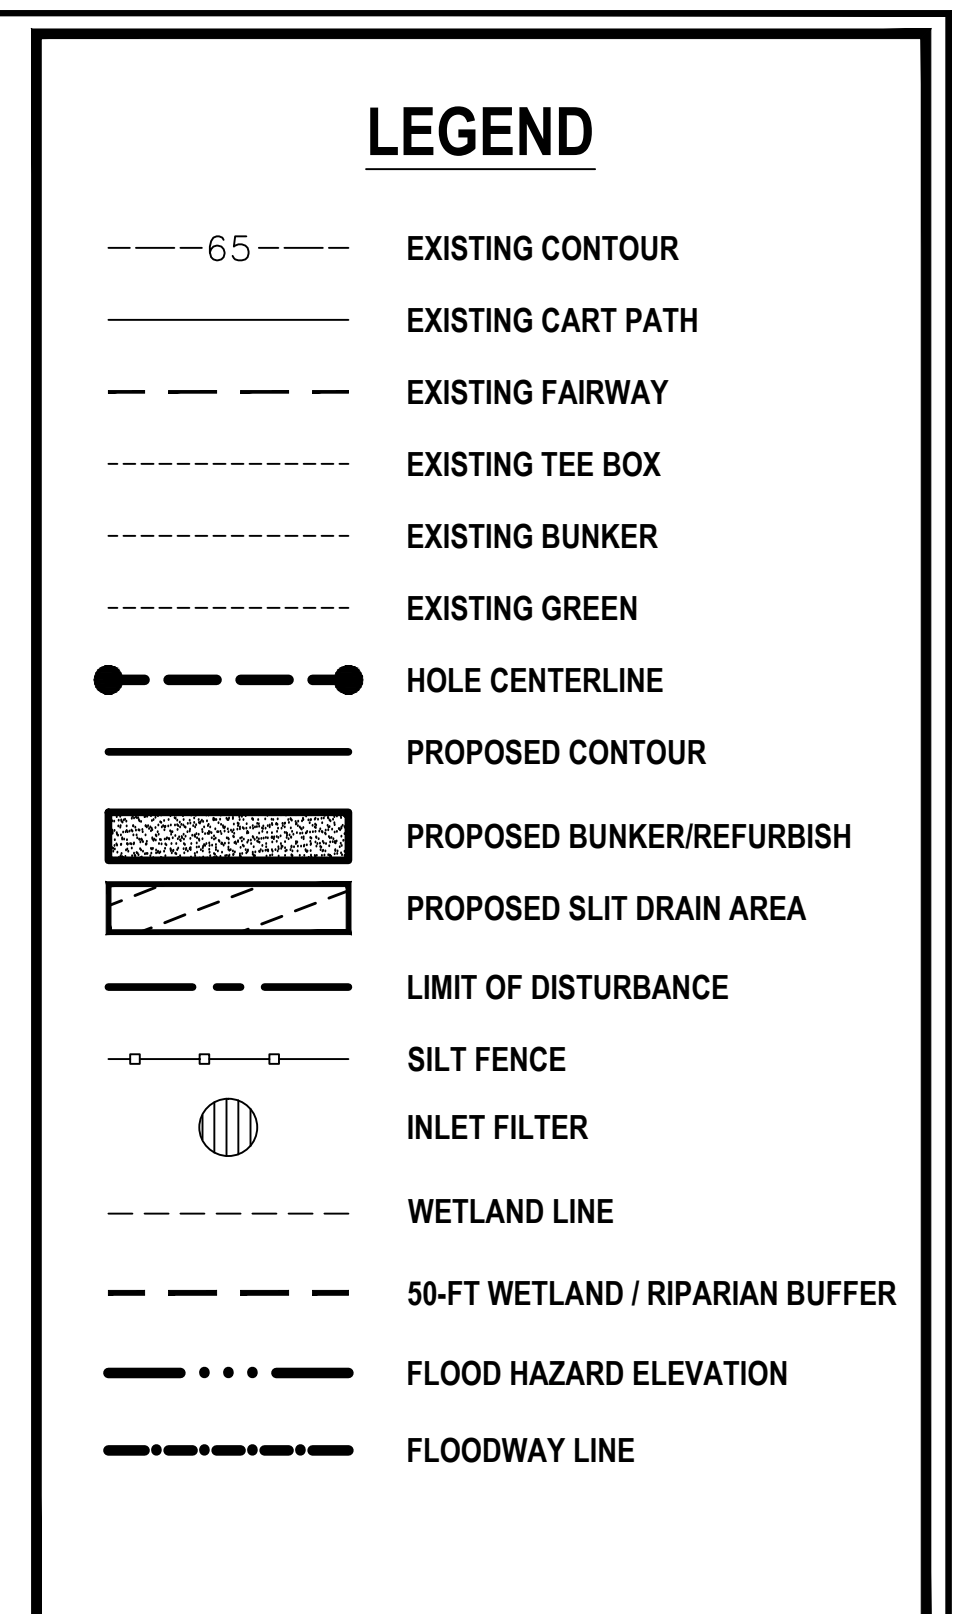 LEGEND
65 EXISTING CONTOUR
EXISTING CART PATH
EXISTING FAIRWAY
EXISTING TEE BOX
EXISTING BUNKER
EXISTING GREEN
HOLE CENTERLINE
PROPOSED CONTOUR
PROPOSED BUNKER/REFURBISH
PROPOSED SLIT DRAIN AREA
LIMIT OF DISTURBANCE
SILT FENCE
INLET FILTER
WETLAND LINE
50-FT WETLAND / RIPARIAN BUFFER
FLOOD HAZARD ELEVATION
FLOODWAY LINE